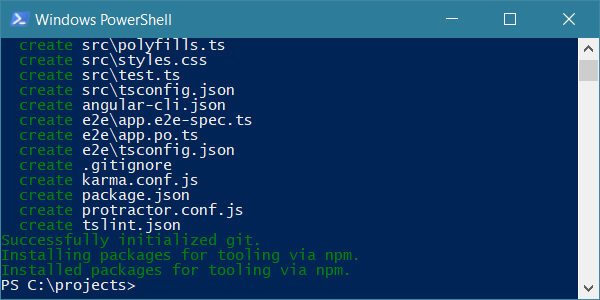 Windows PowerShell
create src\polyfills.ts
create src\styles.css
create src\test.ts
create src\tsconfig.json
create angular-cli.json
create e2e\app.e2e-spec.ts
create e2e\app.po.ts
create e2e\tsconfig.json
create .gitignore
create karma.conf.js
create package.json
create protractor.conf.js
create tslint.json
Successfully initialized git.
Installing packages for tooling via npm.
Installed packages for tooling via npm.
PS C:\projects>